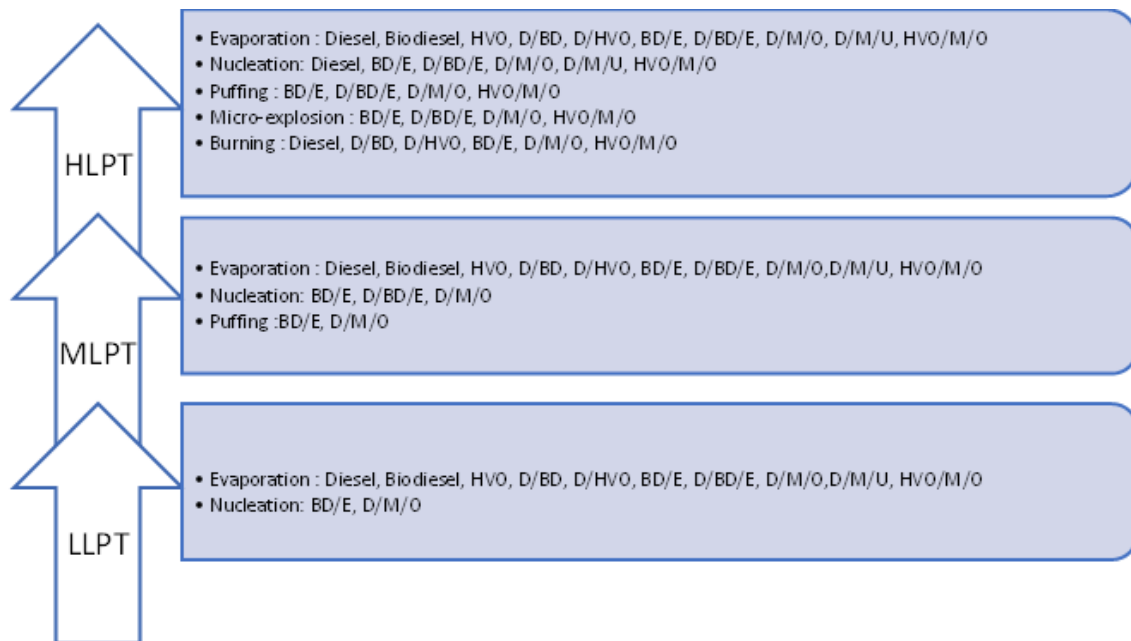 • Evaporation : Diesel, Biodiesel, HVO, D/BD, D/HVO, BD/E, D/BD/E, D/M/O, D/M/U, HVO/M/O
• Nucleation: Diesel, BD/E, D/BD/E, D/M/O, D/M/U, HVO/M/O
• Puffing : BD/E, D/BD/E, D/M/O, HVO/M/O
• Micro-explosion : BD/E, D/BD/E, D/M/O, HVO/M/O
• Burning : Diesel, D/BD, D/HVO, BD/E, D/M/O, HVO/M/O
HLPT
• Evaporation : Diesel, Biodiesel, HVO, D/BD, D/HVO, BD/E, D/BD/E, D/M/O,D/M/U, HVO/M/O
• Nucleation: BD/E, D/BD/E, D/M/O
• Puffing :BD/E, D/M/O
MLPT
• Evaporation : Diesel, Biodiesel, HVO, D/BD, D/HVO, BD/E, D/BD/E, D/M/O,D/M/U, HVO/M/O
• Nucleation: BD/E, D/M/O
LLPT